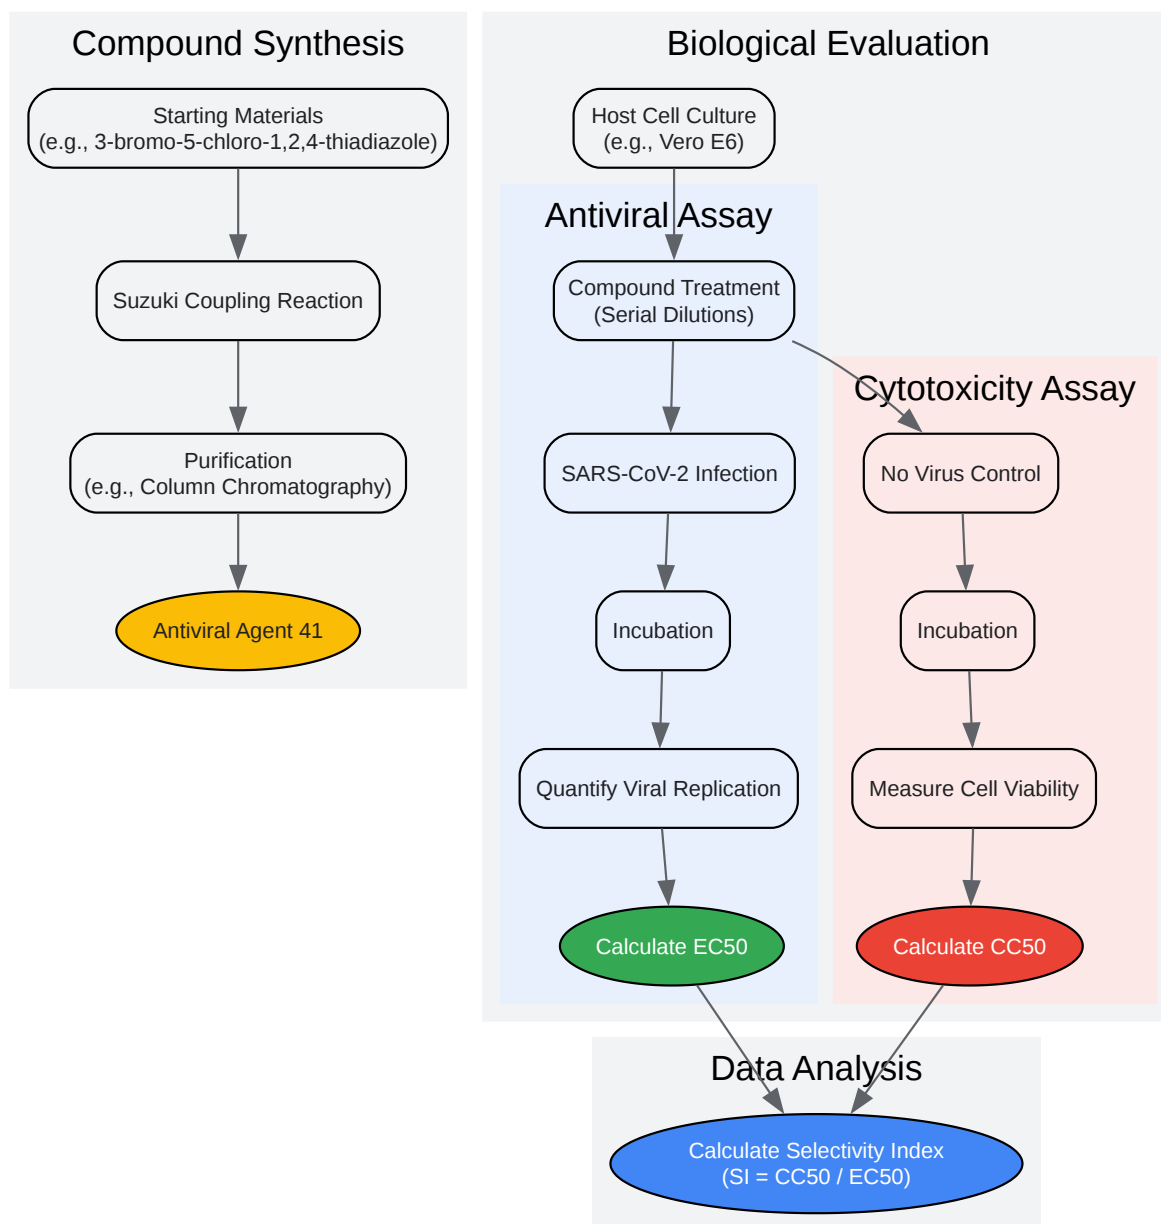 Compound Synthesis
Starting Materials
(e.g., 3-bromo-5-chloro-1,2,4-thiadiazole)
Suzuki Coupling Reaction
Purification
(e.g., Column Chromatography)
Antiviral Agent 41
Biological Evaluation
Host Cell Culture
(e.g., Vero E6)
Antiviral Assay
Compound Treatment
(Serial Dilutions)
SARS-CoV-2 Infection
Incubation
Quantify Viral Replication
Calculate EC50
Cytotoxicity Assay
No Virus Control
Incubation
Measure Cell Viability
Calculate CC50
Data Analysis
Calculate Selectivity Index
(SI = CC50 / EC50)